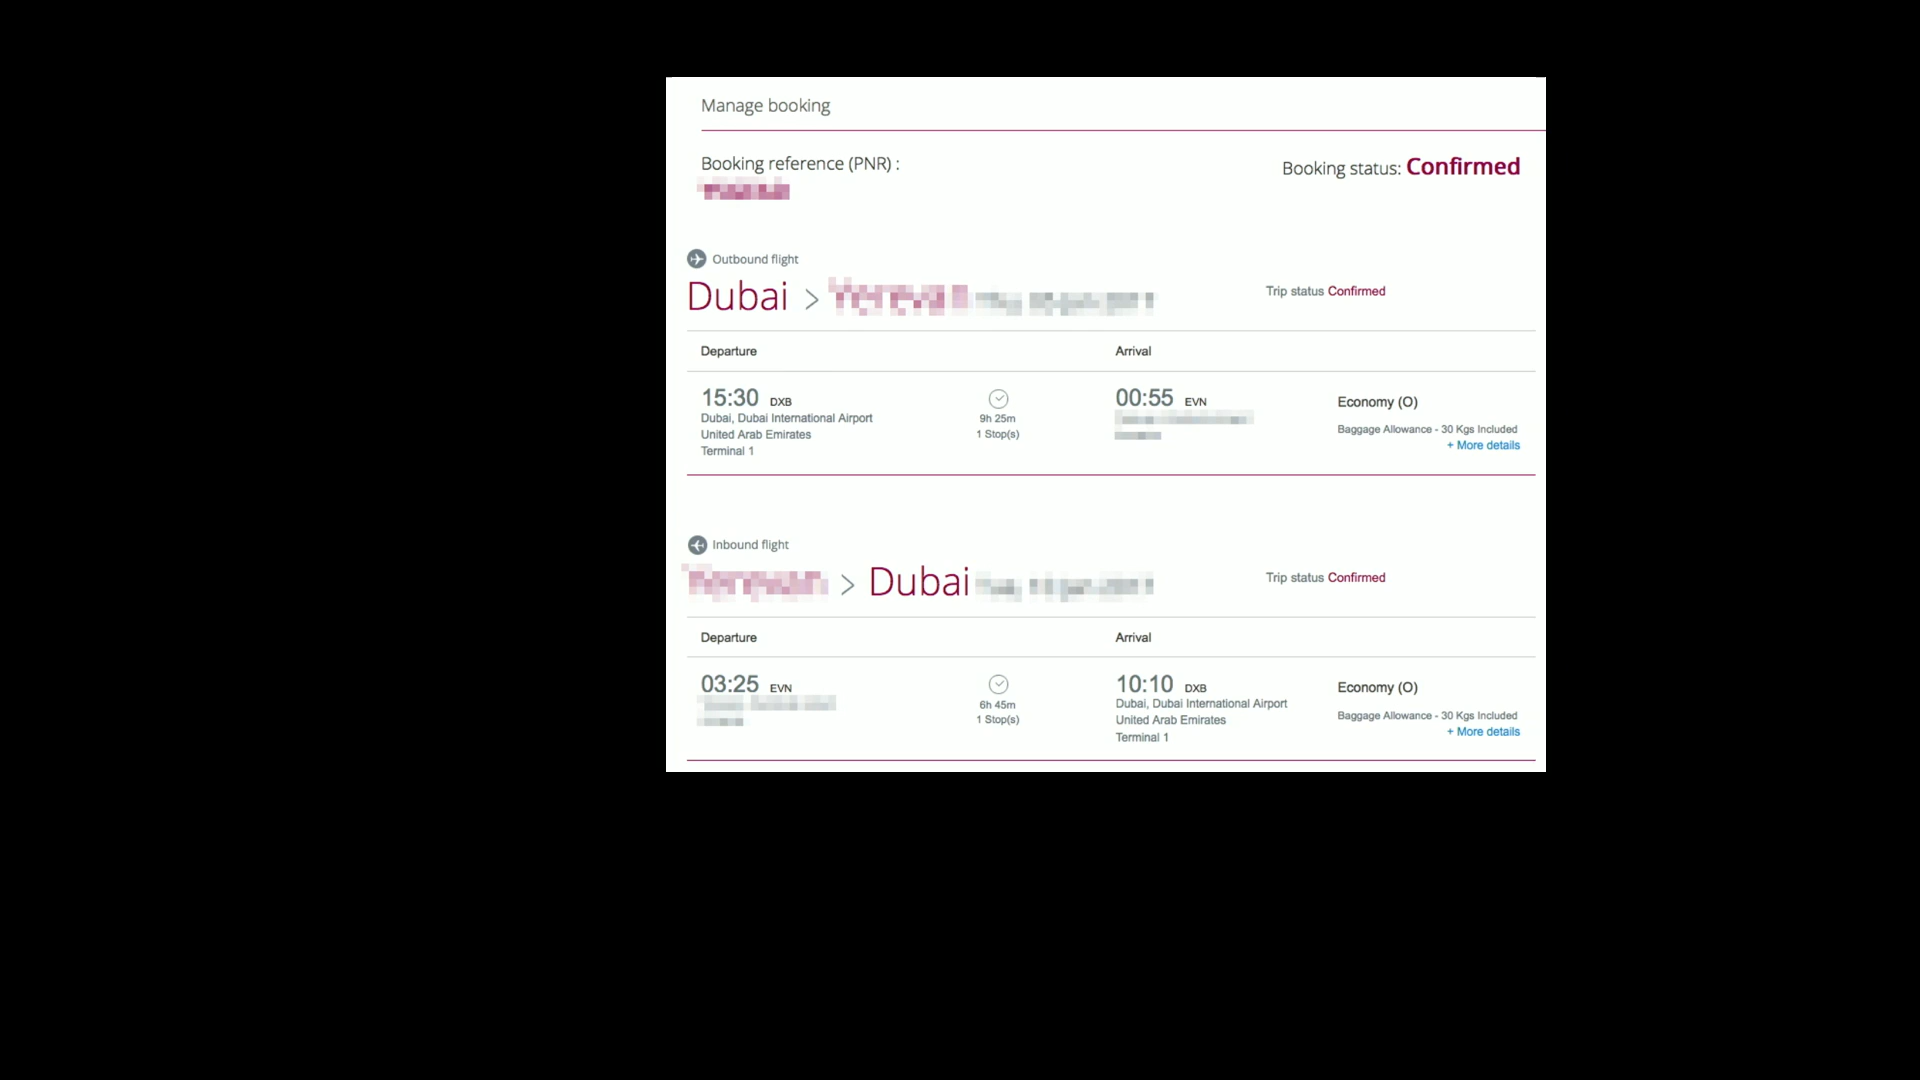 Manage booking
Booking reference (PNR) :
Booking status: Confirmed
Outbound flight
Dubai >
Trip status Confirmed
Departure
Arrival
15:30 DXB
Dubai, Dubai International Airport
United Arab Emirates
Terminal 1
9h 25m
1 Stop(s)
00:55 EVN
Economy (O)
Baggage Allowance - 30 Kgs Included
+ More details
Inbound flight
> Dubai
Trip status Confirmed
Departure
Arrival
03:25 EVN
6h 45m
1 Stop(s)
10:10 DXB
Dubai, Dubai International Airport
United Arab Emirates
Terminal 1
Economy (O)
Baggage Allowance - 30 Kgs Included
+ More details